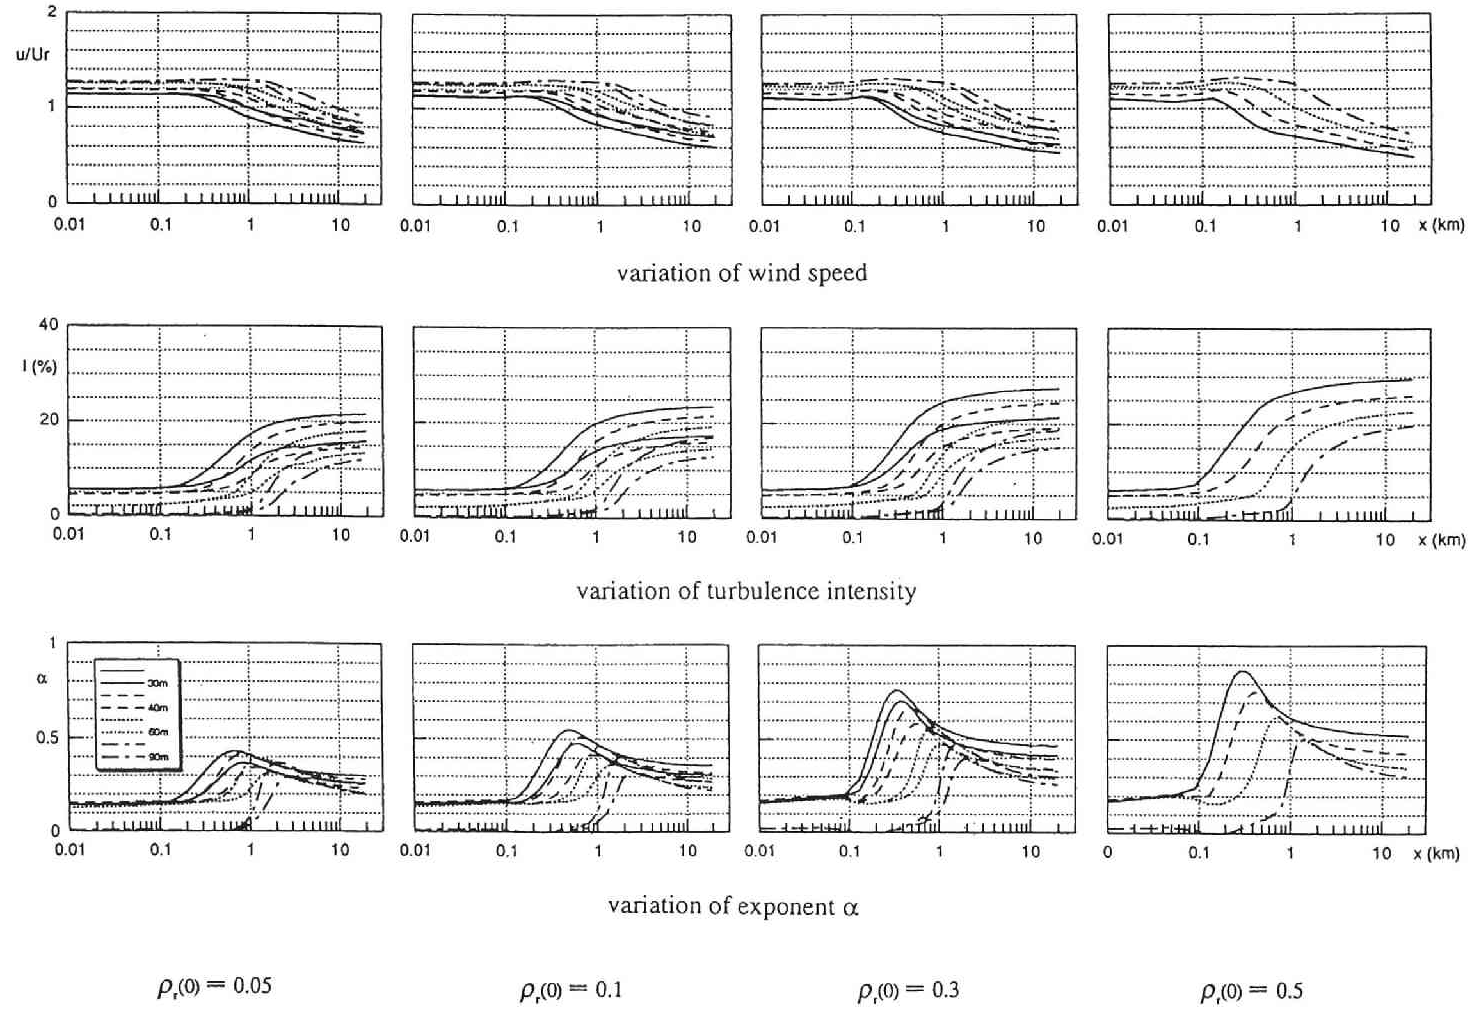 2
u/Ur
1
0
0.01 0.1 1 10 0.01 0.1 1 10 0.01 0.1 1 10 0.01 0.1 1 10 x (km)
variation of wind speed
40
I (%)
20
0
0.01 0.1 1 10 0.01 0.1 1 10 0.01 0.1 1 10 0.01 0.1 1 10 x (km)
variation of turbulence intensity
1
α
30m
40m
0.5
60m
90m
0
0.01 0.1 1 10 0.01 0.1 1 10 0.01 0.1 1 10 0 0.1 1 10 x (km)
variation of exponent α
ρr(0) = 0.05 ρr(0) = 0.1 ρr(0) = 0.3 ρr(0) = 0.5